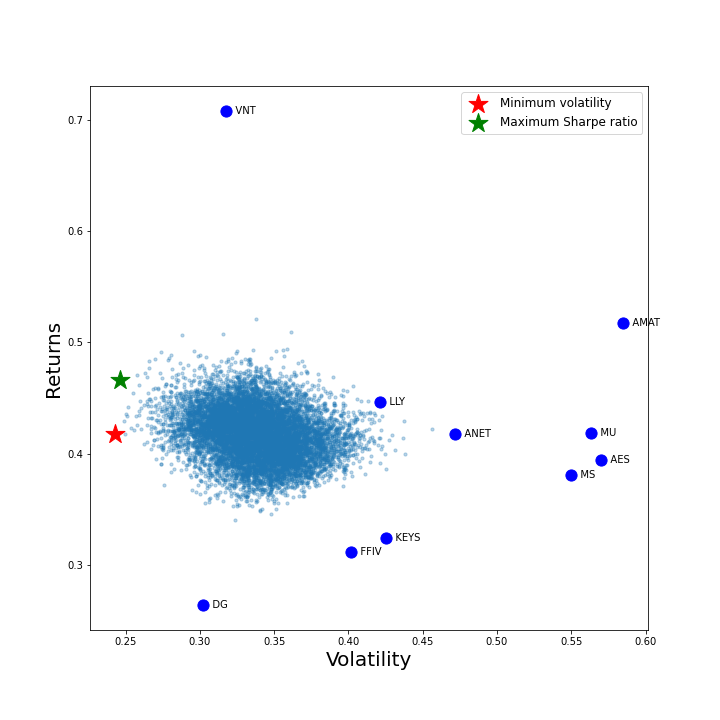 Minimum volatility
Maximum Sharpe ratio
VNT
AMAT
LLY
ANET
MU
AES
MS
KEYS
FFIV
DG
0.7
0.6
0.5
0.4
0.3
Returns
0.25
0.30
0.35
0.40
0.45
0.50
0.55
0.60
Volatility